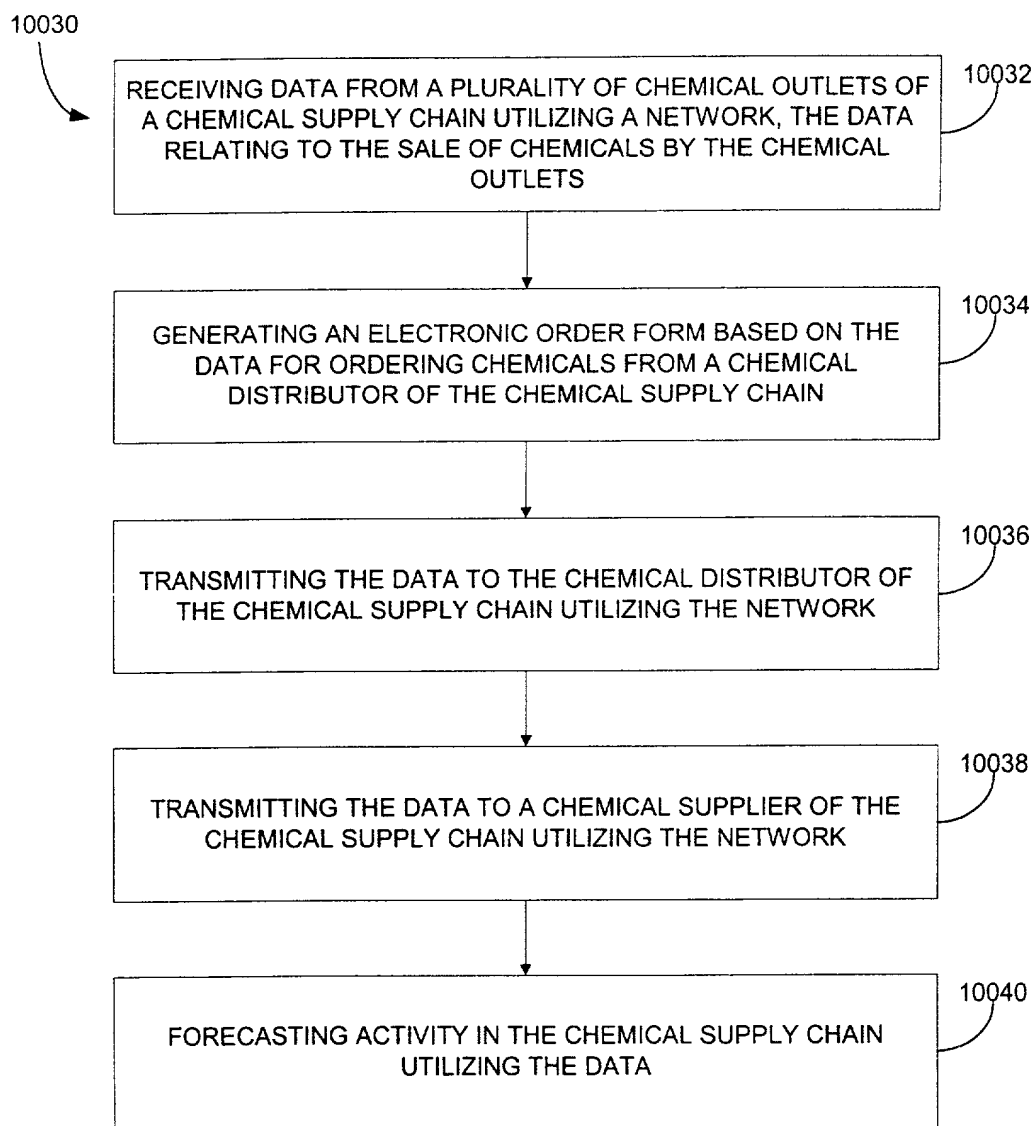 10030
10032
RECEIVING DATA FROM A PLURALITY OF CHEMICAL OUTLETS OF
A CHEMICAL SUPPLY CHAIN UTILIZING A NETWORK, THE DATA
RELATING TO THE SALE OF CHEMICALS BY THE CHEMICAL
OUTLETS
10034
GENERATING AN ELECTRONIC ORDER FORM BASED ON THE
DATA FOR ORDERING CHEMICALS FROM A CHEMICAL
DISTRIBUTOR OF THE CHEMICAL SUPPLY CHAIN
10036
TRANSMITTING THE DATA TO THE CHEMICAL DISTRIBUTOR OF
THE CHEMICAL SUPPLY CHAIN UTILIZING THE NETWORK
10038
TRANSMITTING THE DATA TO A CHEMICAL SUPPLIER OF THE
CHEMICAL SUPPLY CHAIN UTILIZING THE NETWORK
10040
FORECASTING ACTIVITY IN THE CHEMICAL SUPPLY CHAIN
UTILIZING THE DATA